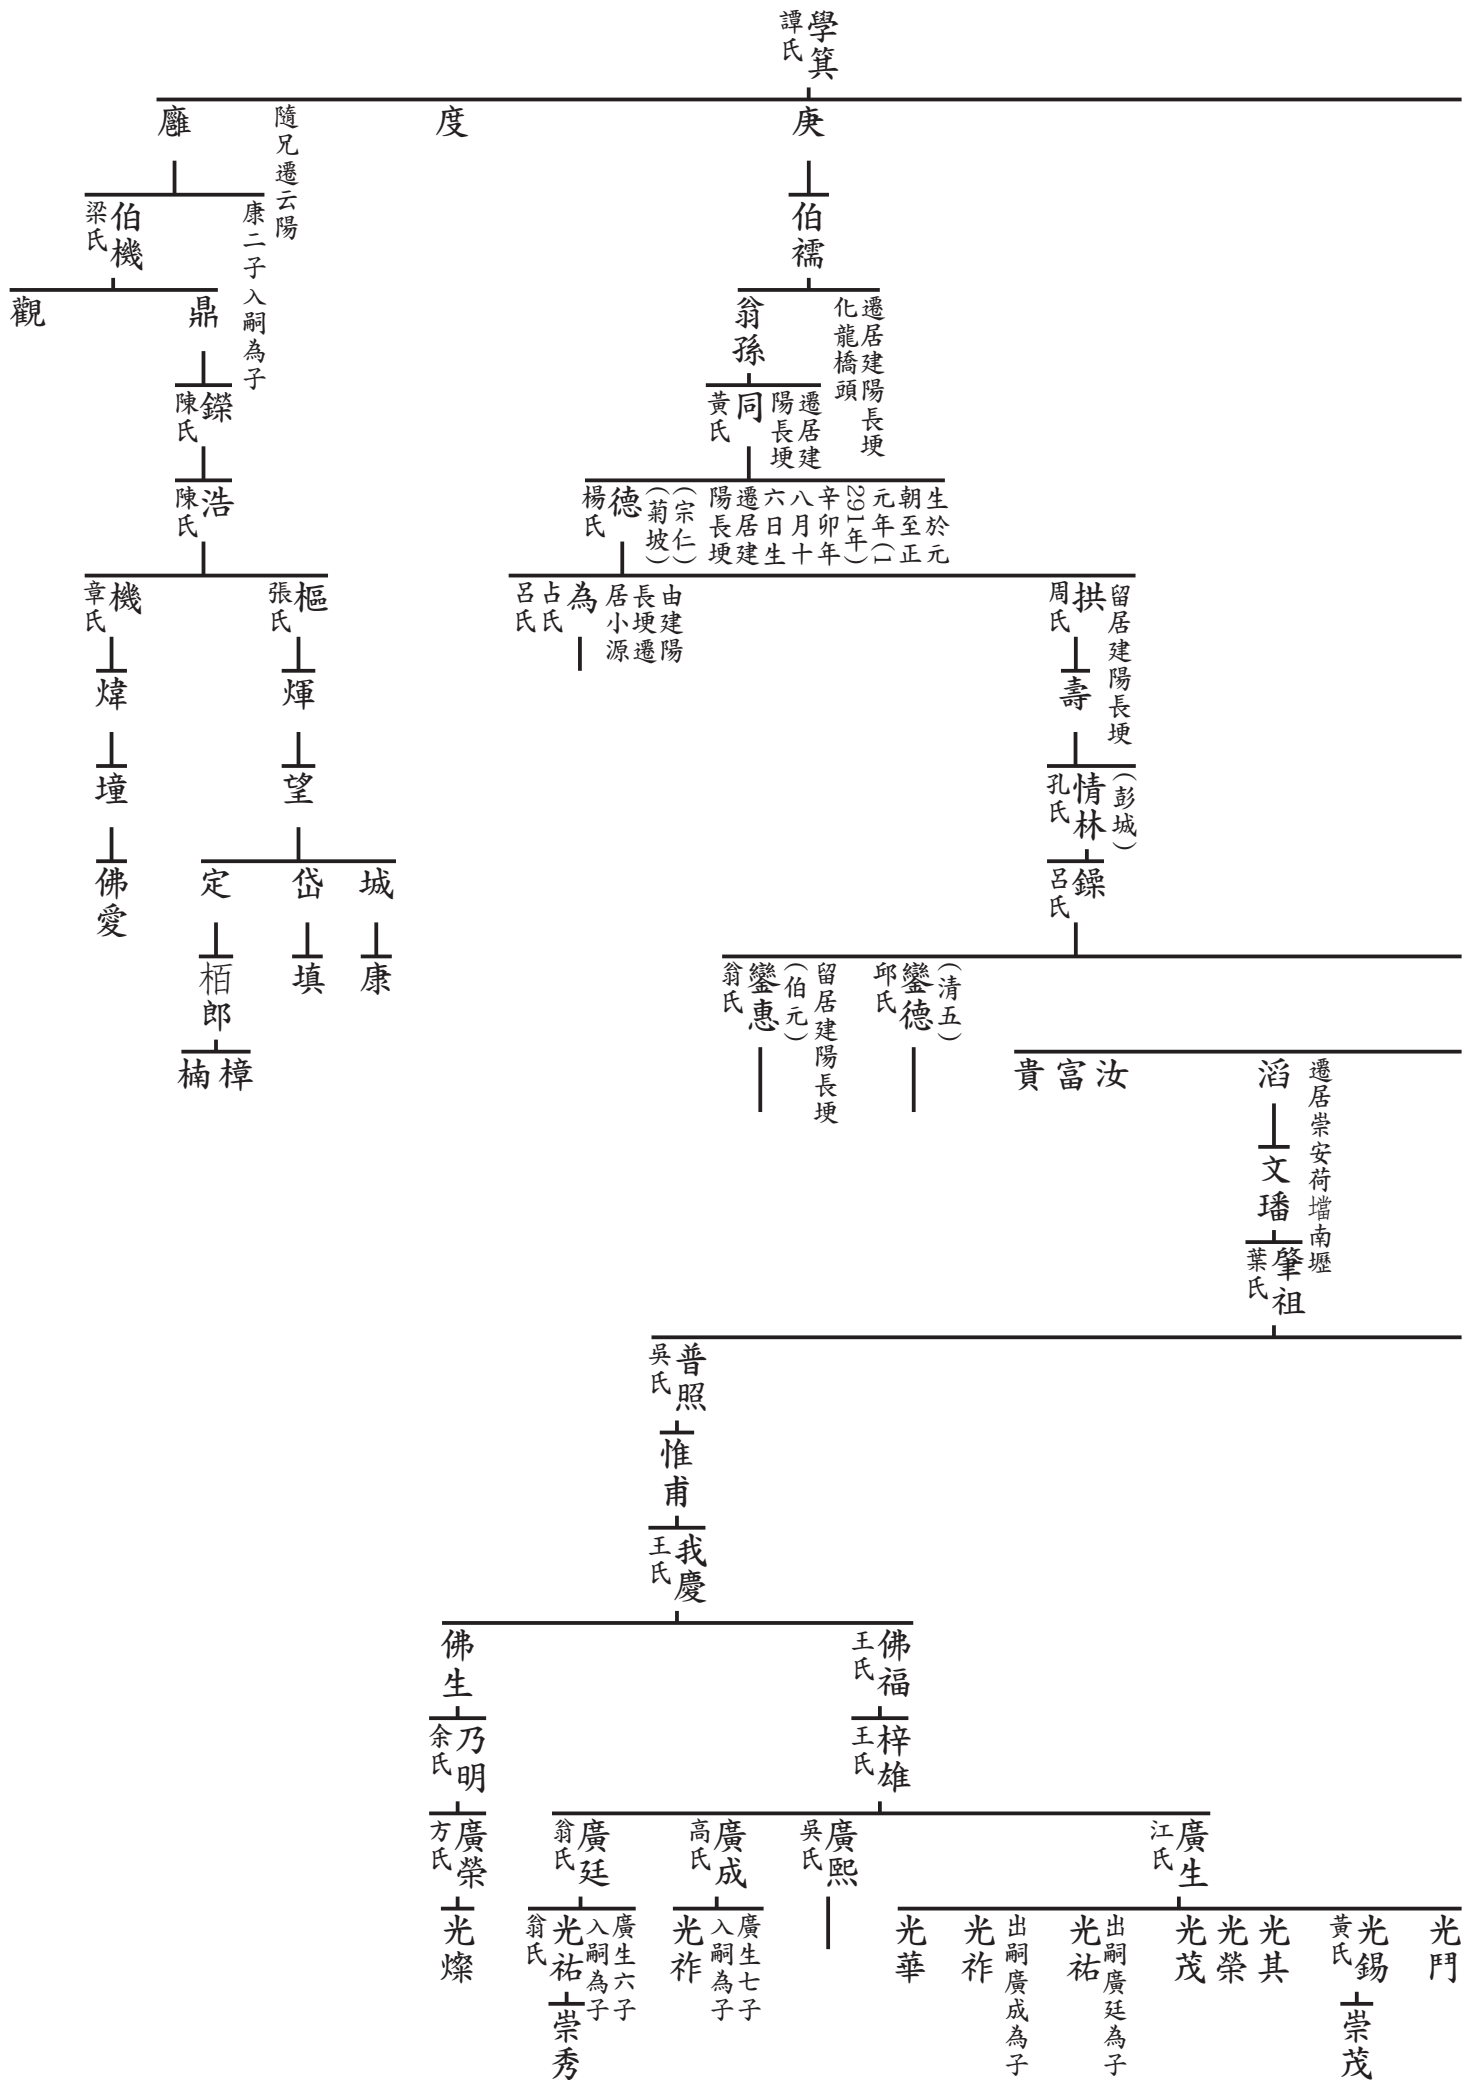 學箕
譚氏
庚
度
隨兄遷云陽
廱
伯襦
康二子入嗣為子
伯機
梁氏
遷居建陽長埂
化龍橋頭
翁孫
鼎
觀
遷居建
陽長埂
同
黃氏
鑅
陳氏
生於元
朝至正
元年(1
291年)
辛卯年
八月十
六日生
遷居建
陽長埂
(宗仁)
(菊坡)
德
楊氏
浩
陳氏
留居建陽長埂
拱
周氏
由建陽
長埂遷
居小源
為
占氏
呂氏
樞
張氏
機
章氏
壽
煇
煒
(彭城)
情林
孔氏
望
墥
鐰
呂氏
城
岱
定
佛愛
(清五)
鑾德
邱氏
留居建陽長埂
(伯元)
鑾惠
翁氏
康
填
栢郎
遷居崇安荷壋南壢
滔
汝
富
貴
樟
楠
文璠
肇祖
葉氏
普照
吳氏
惟甫
我慶
王氏
佛福
王氏
佛生
梓雄
王氏
乃明
余氏
廣生
江氏
廣熙
吳氏
廣成
高氏
廣廷
翁氏
廣榮
方氏
光鬥
光錫
黃氏
光其
光榮
光茂
出嗣廣廷為子
光祐
出嗣廣成為子
光祚
光華
廣生七子
入嗣為子
光祚
廣生六子
入嗣為子
光祐
翁氏
光燦
崇茂
崇秀